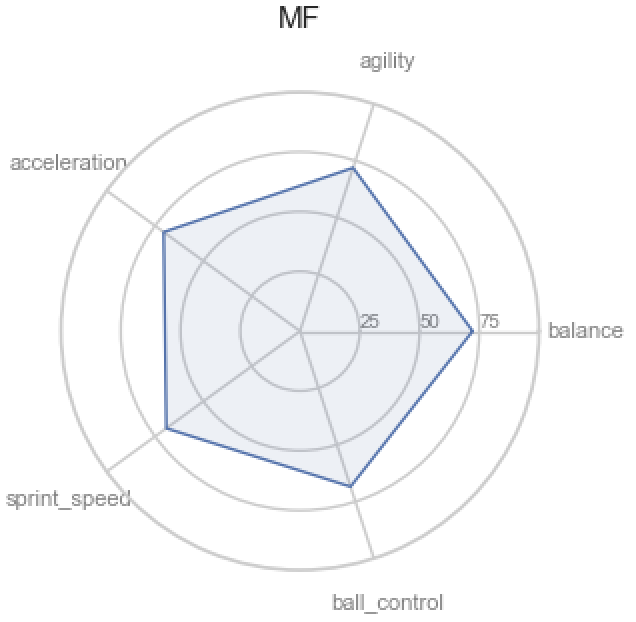 MF
agility
acceleration
25 50 75
balance
sprint_speed
ball_control